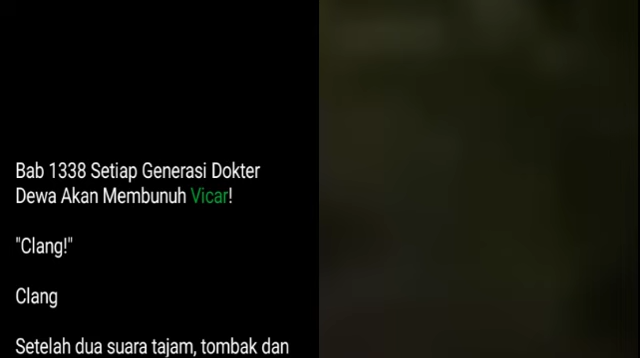 Bab 1338 Setiap Generasi Dokter
Dewa Akan Membunuh Vicar!
"Clang!"
Clang
Setelah dua suara tajam, tombak dan